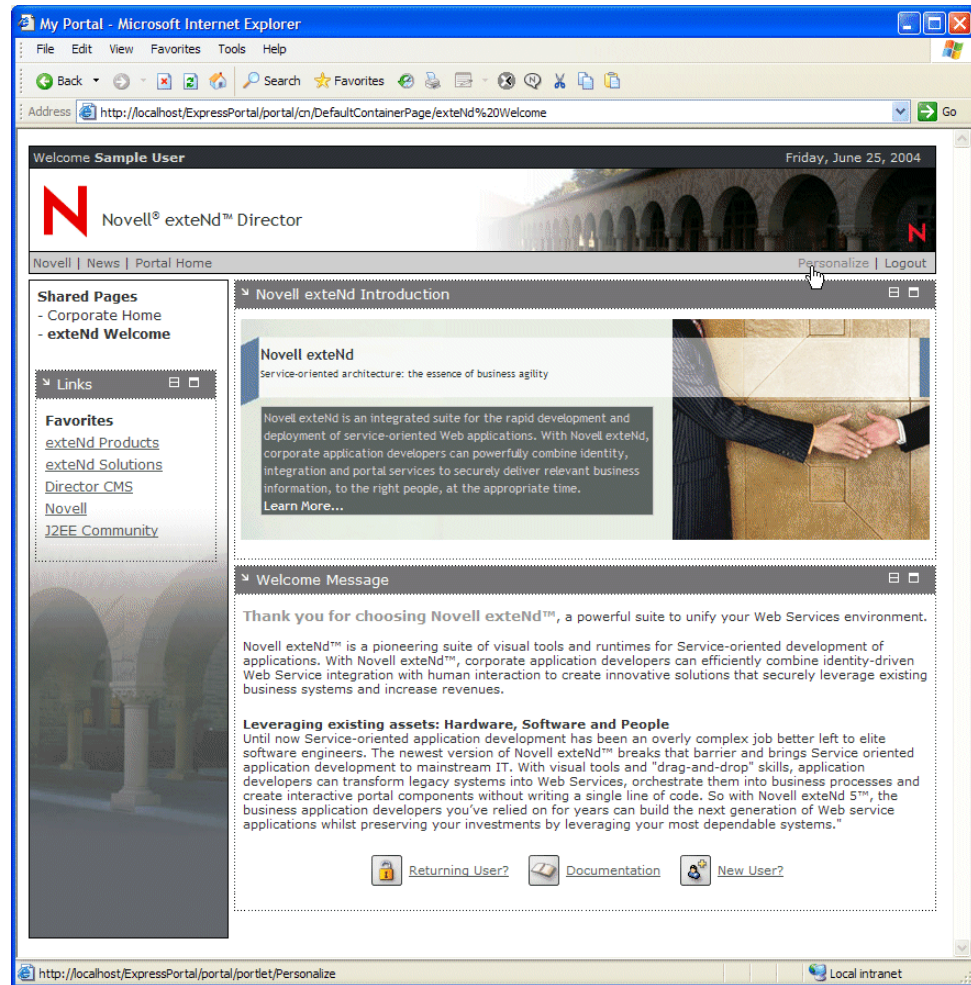 My Portal - Microsoft Internet Explorer
File Edit View Favorites Tools Help
Back Search Favorites
Address http://localhost/ExpressPortal/portal/cn/DefaultContainerPage/exteNd%20Welcome Go
Welcome Sample User Friday, June 25, 2004
N Novell® exteNd™ Director
N
Novell | News | Portal Home Personalize | Logout
Shared Pages
- Corporate Home
- exteNd Welcome
Links
Favorites
exteNd Products
exteNd Solutions
Director CMS
Novell
J2EE Community
Novell exteNd Introduction
Novell exteNd
Service-oriented architecture: the essence of business agility
Novell exteNd is an integrated suite for the rapid development and
deployment of service-oriented Web applications. With Novell exteNd,
corporate application developers can powerfully combine identity,
integration and portal services to securely deliver relevant business
information, to the right people, at the appropriate time.
Learn More...
Welcome Message
Thank you for choosing Novell exteNd™, a powerful suite to unify your Web Services environment.
Novell exteNd™ is a pioneering suite of visual tools and runtimes for Service-oriented development of
applications. With Novell exteNd™, corporate application developers can efficiently combine identity-driven
Web Service integration with human interaction to create innovative solutions that securely leverage existing
business systems and increase revenues.
Leveraging existing assets: Hardware, Software and People
Until now Service-oriented application development has been an overly complex job better left to elite
software engineers. The newest version of Novell exteNd™ breaks that barrier and brings Service oriented
application development to mainstream IT. With visual tools and "drag-and-drop" skills, application
developers can transform legacy systems into Web Services, orchestrate them into business processes and
create interactive portal components without writing a single line of code. So with Novell exteNd 5™, the
business application developers you've relied on for years can build the next generation of Web service
applications whilst preserving your investments by leveraging your most dependable systems."
Returning User? Documentation New User?
http://localhost/ExpressPortal/portal/portlet/Personalize Local intranet